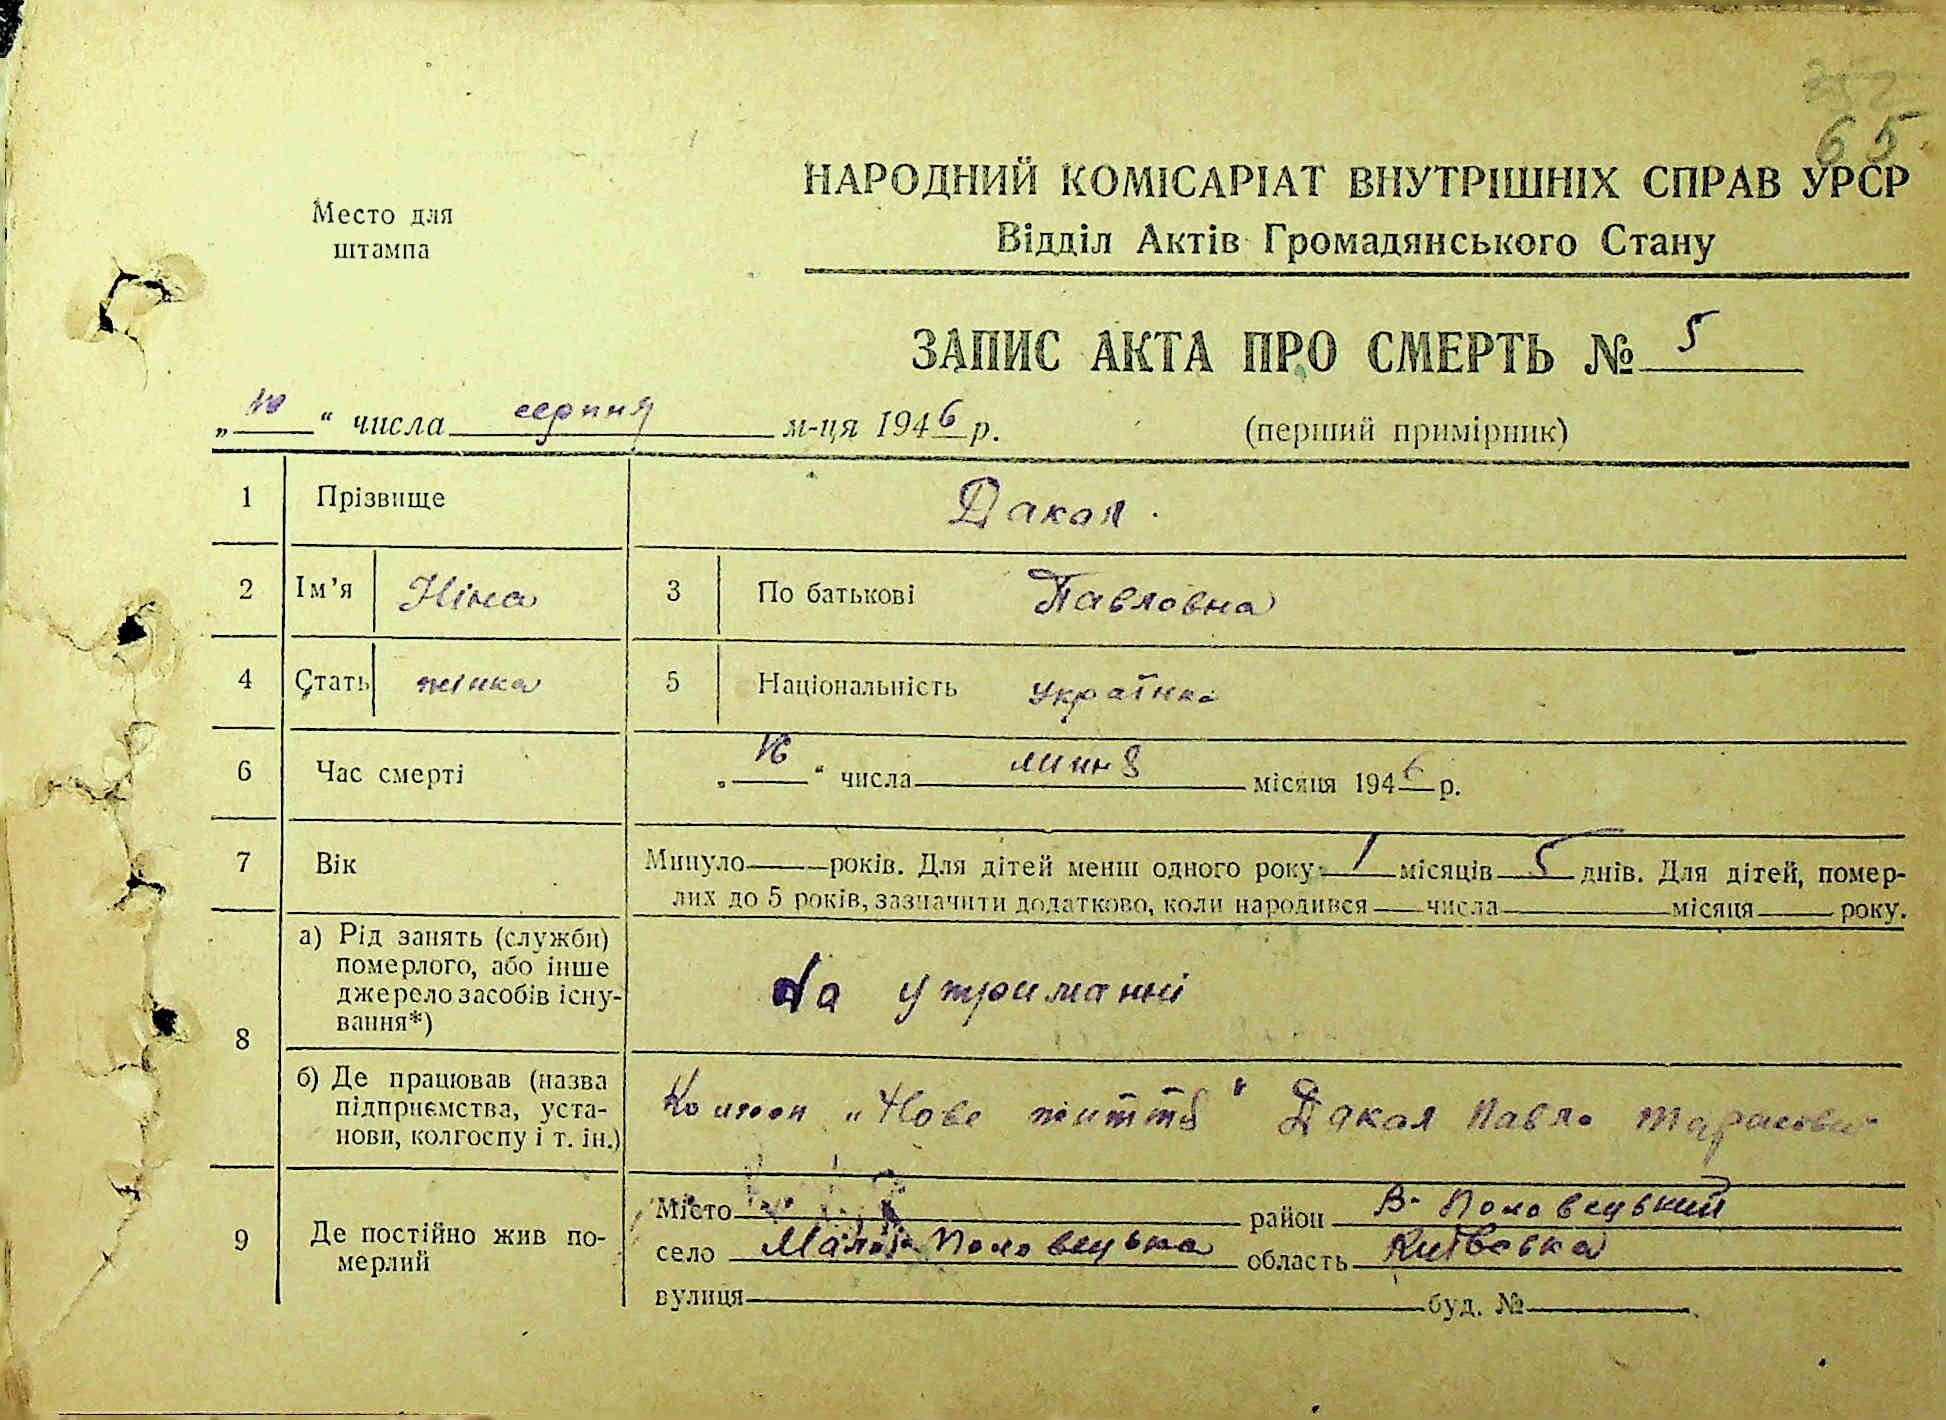 65
НАРОДНИЙ КОМІСАРІАТ ВНУТРІШНІХ СПРАВ УРСР
Место для
штампа
Відділ Актів Громадянського Стану
ЗАПИС АКТА ПРО СМЕРТЬ № 5
„10“ числа серпня м-ця 1946 р. (перший примірник)
1 Прізвище Дакал.
2 Ім’я Ніна 3 По батькові Павловна
4 Стать жінка 5 Національність українка
6 Час смерті „16“ числа липня місяця 1946 р.
7 Вік Минуло — років. Для дітей менш одного року 1 місяців 5 днів. Для дітей, помер-
лих до 5 років, зазначити додатково, коли народився числа місяця року.
8 а) Рід занять (служби)
померлого, або інше
джерело засобів існу-
вання*)
На утриманні
б) Де працював (назва
підприємства, уста-
нови, колгоспу і т. ін.)
„Нове життя" Дакал Павло Тарасович
9 Де постійно жив по-
мерлий
Місто район В-Половецький
село Мало Половецька область Київська
вулиця буд. №